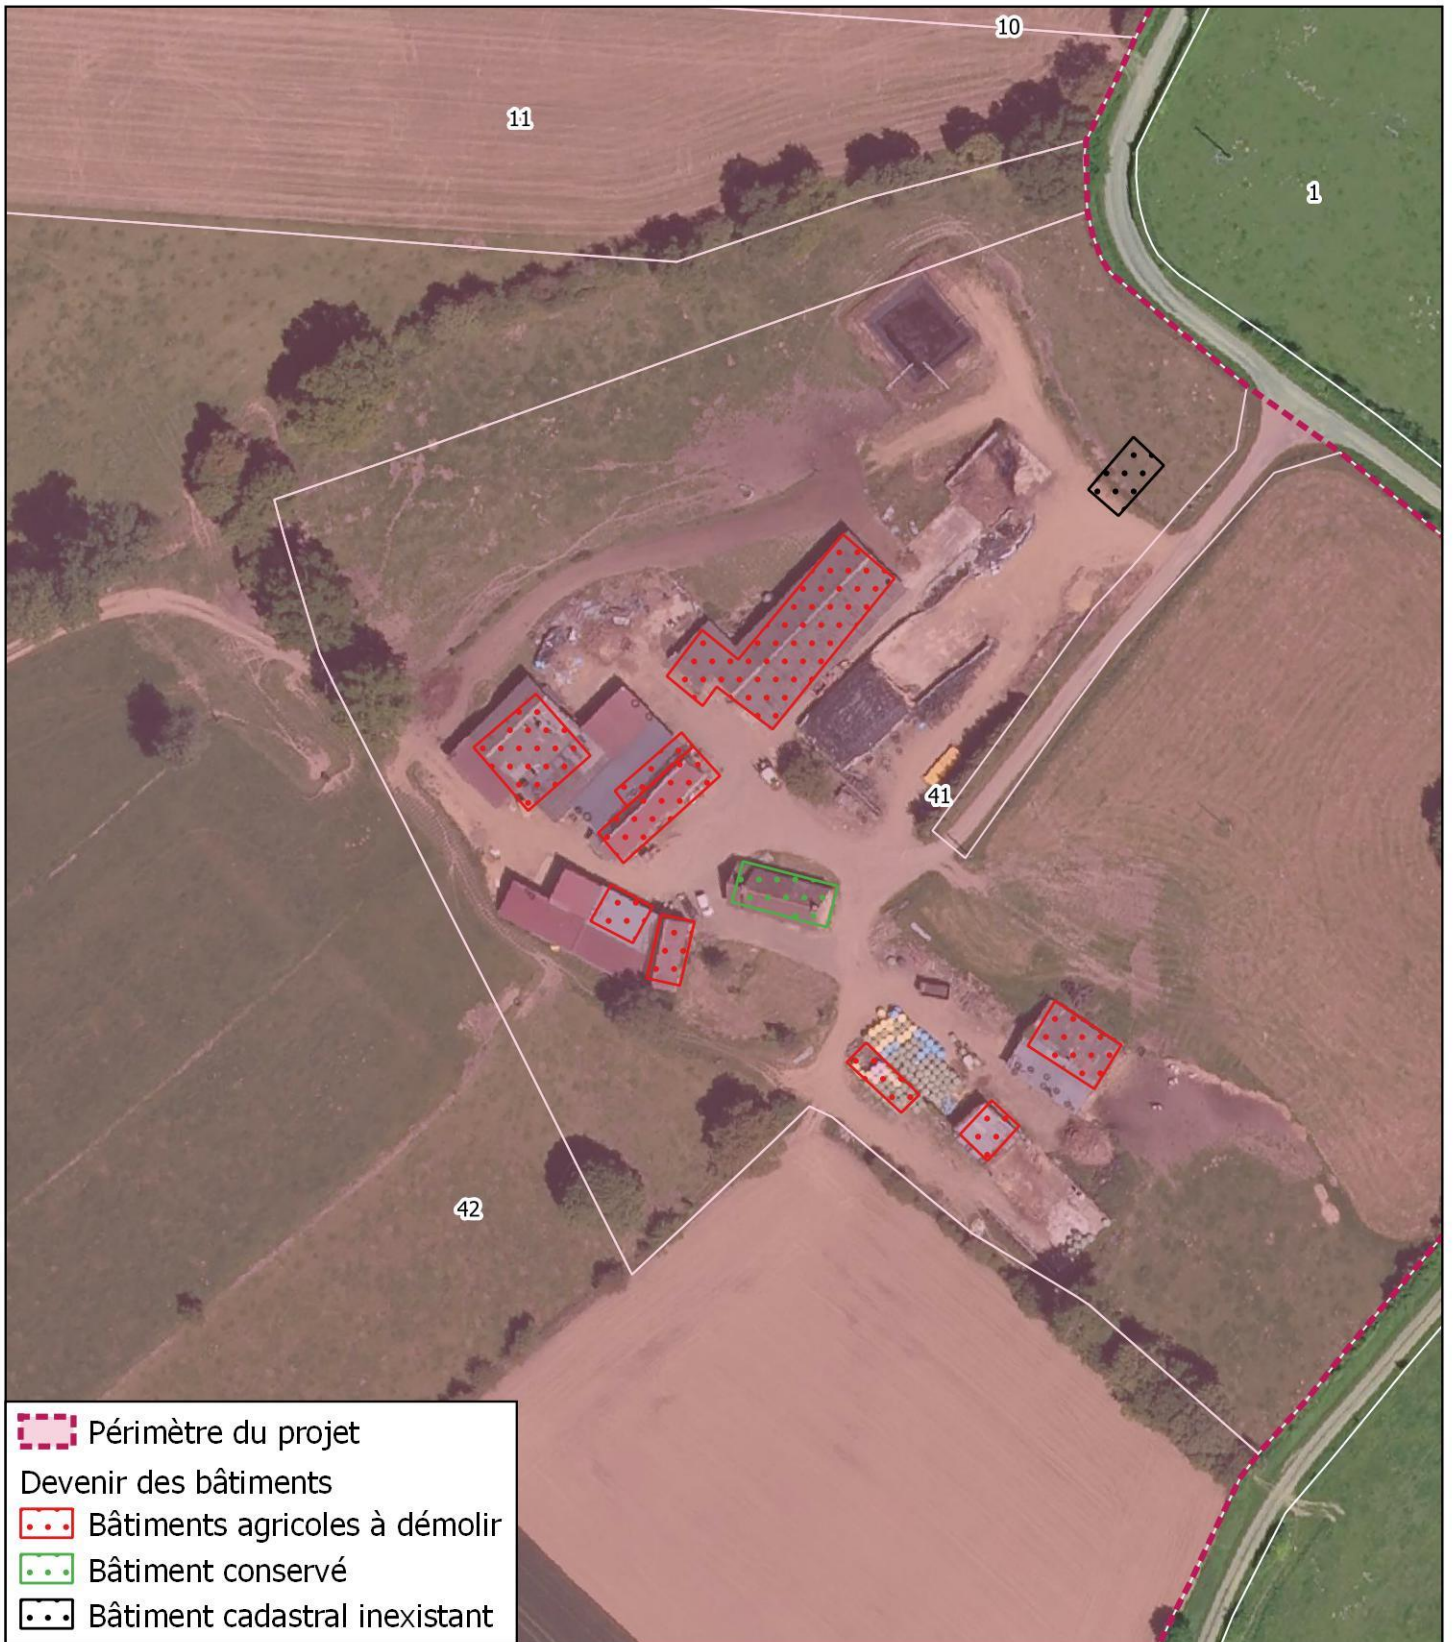 10
11
1
41
42
Périmètre du projet
Devenir des bâtiments
Bâtiments agricoles à démolir
Bâtiment conservé
Bâtiment cadastral inexistant